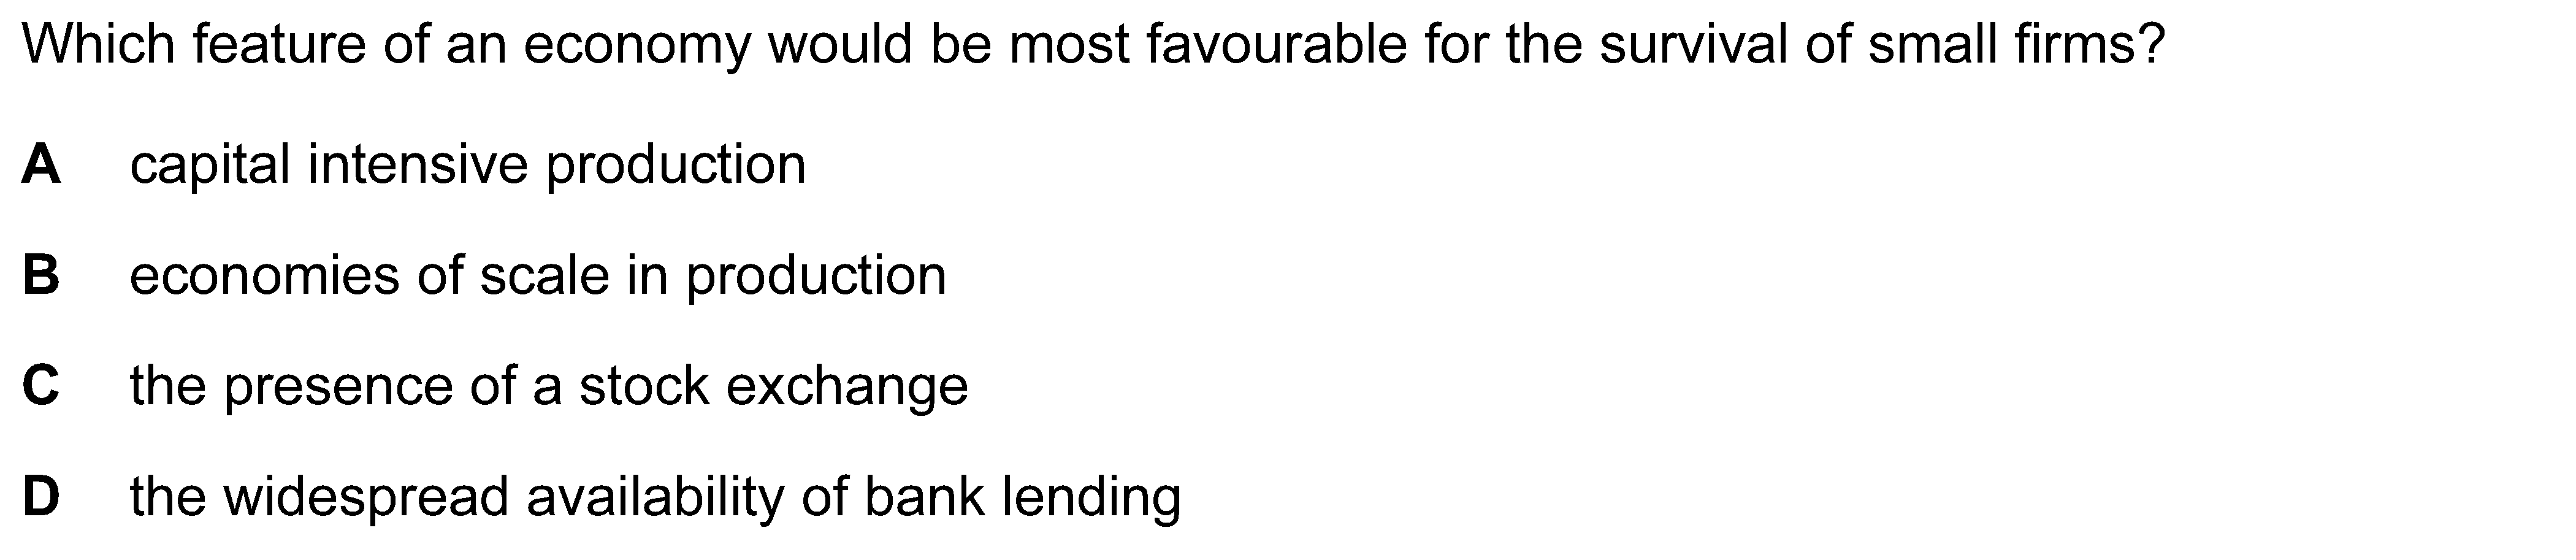 Which feature of an economy would be most favourable for the survival of small firms?
A capital intensive production
B economies of scale in production
C the presence of a stock exchange
D the widespread availability of bank lending